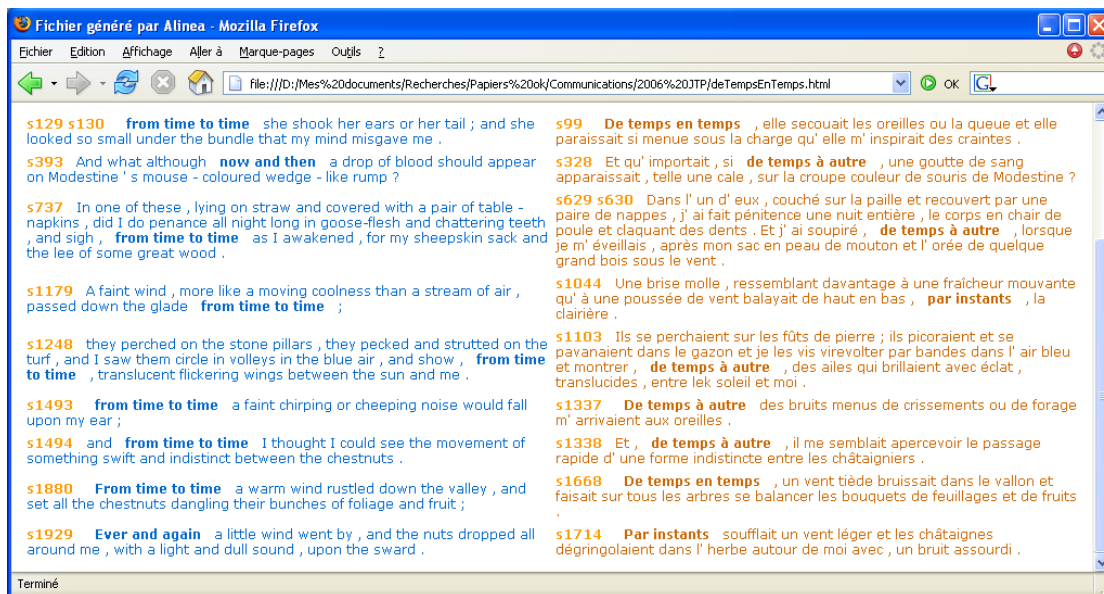 Fichier généré par Alinea - Mozilla Firefox
Fichier Edition Affichage Aller à Marque-pages Outils ?
file:///D:/Mes%20documents/Recherches/Papiers%20ok/Communications/2006%20JTP/deTempsEnTemps.html OK G
s129 s130 from time to time she shook her ears or her tail ; and she
looked so small under the bundle that my mind misgave me .
s99 De temps en temps , elle secouait les oreilles ou la queue et elle
paraissait si menue sous la charge qu' elle m' inspirait des craintes .
s393 And what although now and then a drop of blood should appear
on Modestine ' s mouse - coloured wedge - like rump ?
s328 Et qu' importait , si de temps à autre , une goutte de sang
apparaissait , telle une cale , sur la croupe couleur de souris de Modestine ?
s737 In one of these , lying on straw and covered with a pair of table -
napkins , did I do penance all night long in goose-flesh and chattering teeth
, and sigh , from time to time as I awakened , for my sheepskin sack and
the lee of some great wood .
s629 s630 Dans l' un d' eux , couché sur la paille et recouvert par une
paire de nappes , j' ai fait pénitence une nuit entière , le corps en chair de
poule et claquant des dents . Et j' ai soupiré , de temps à autre , lorsque
je m' éveillais , après mon sac en peau de mouton et l' orée de quelque
grand bois sous le vent .
s1179 A faint wind , more like a moving coolness than a stream of air ,
passed down the glade from time to time ;
s1044 Une brise molle , ressemblant davantage à une fraîcheur mouvante
qu' à une poussée de vent balayait de haut en bas , par instants , la
clairière .
s1248 they perched on the stone pillars , they pecked and strutted on the
turf , and I saw them circle in volleys in the blue air , and show , from time
to time , translucent flickering wings between the sun and me .
s1103 Ils se perchaient sur les fûts de pierre ; ils picoraient et se
pavanaient dans le gazon et je les vis virevolter par bandes dans l' air bleu
et montrer , de temps à autre , des ailes qui brillaient avec éclat ,
translucides , entre lek soleil et moi .
s1493 from time to time a faint chirping or cheeping noise would fall
upon my ear ;
s1337 De temps à autre des bruits menus de crissements ou de forage
m' arrivaient aux oreilles .
s1494 and from time to time I thought I could see the movement of
something swift and indistinct between the chestnuts .
s1338 Et , de temps à autre , il me semblait apercevoir le passage
rapide d' une forme indistincte entre les châtaigniers .
s1880 From time to time a warm wind rustled down the valley , and
set all the chestnuts dangling their bunches of foliage and fruit ;
s1668 De temps en temps , un vent tiède bruissait dans le vallon et
faisait sur tous les arbres se balancer les bouquets de feuillages et de fruits
.
s1929 Ever and again a little wind went by , and the nuts dropped all
around me , with a light and dull sound , upon the sward .
s1714 Par instants soufflait un vent léger et les châtaignes
dégringolaient dans l' herbe autour de moi avec , un bruit assourdi .
Terminé